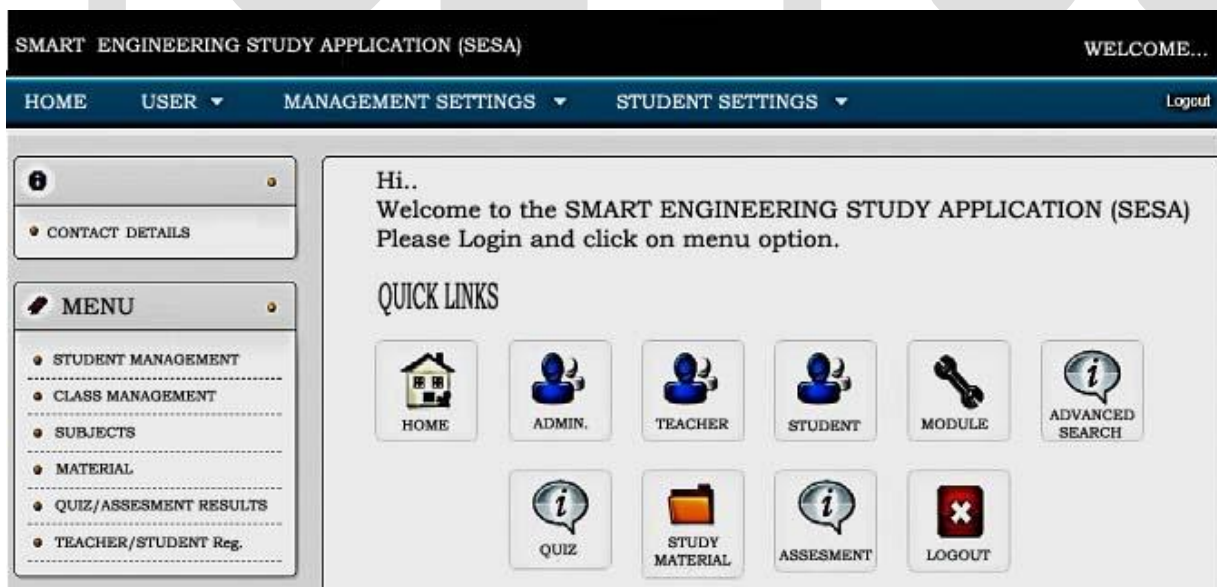 SMART ENGINEERING STUDY APPLICATION (SESA)
WELCOME...
HOME USER MANAGEMENT SETTINGS STUDENT SETTINGS Logout
CONTACT DETAILS
MENU
STUDENT MANAGEMENT
CLASS MANAGEMENT
SUBJECTS
MATERIAL
QUIZ/ASSESMENT RESULTS
TEACHER/STUDENT Reg.
Hi..
Welcome to the SMART ENGINEERING STUDY APPLICATION (SESA)
Please Login and click on menu option.
QUICK LINKS
HOME
ADMIN.
TEACHER
STUDENT
MODULE
ADVANCED
SEARCH
QUIZ
STUDY
MATERIAL
ASSESMENT
LOGOUT